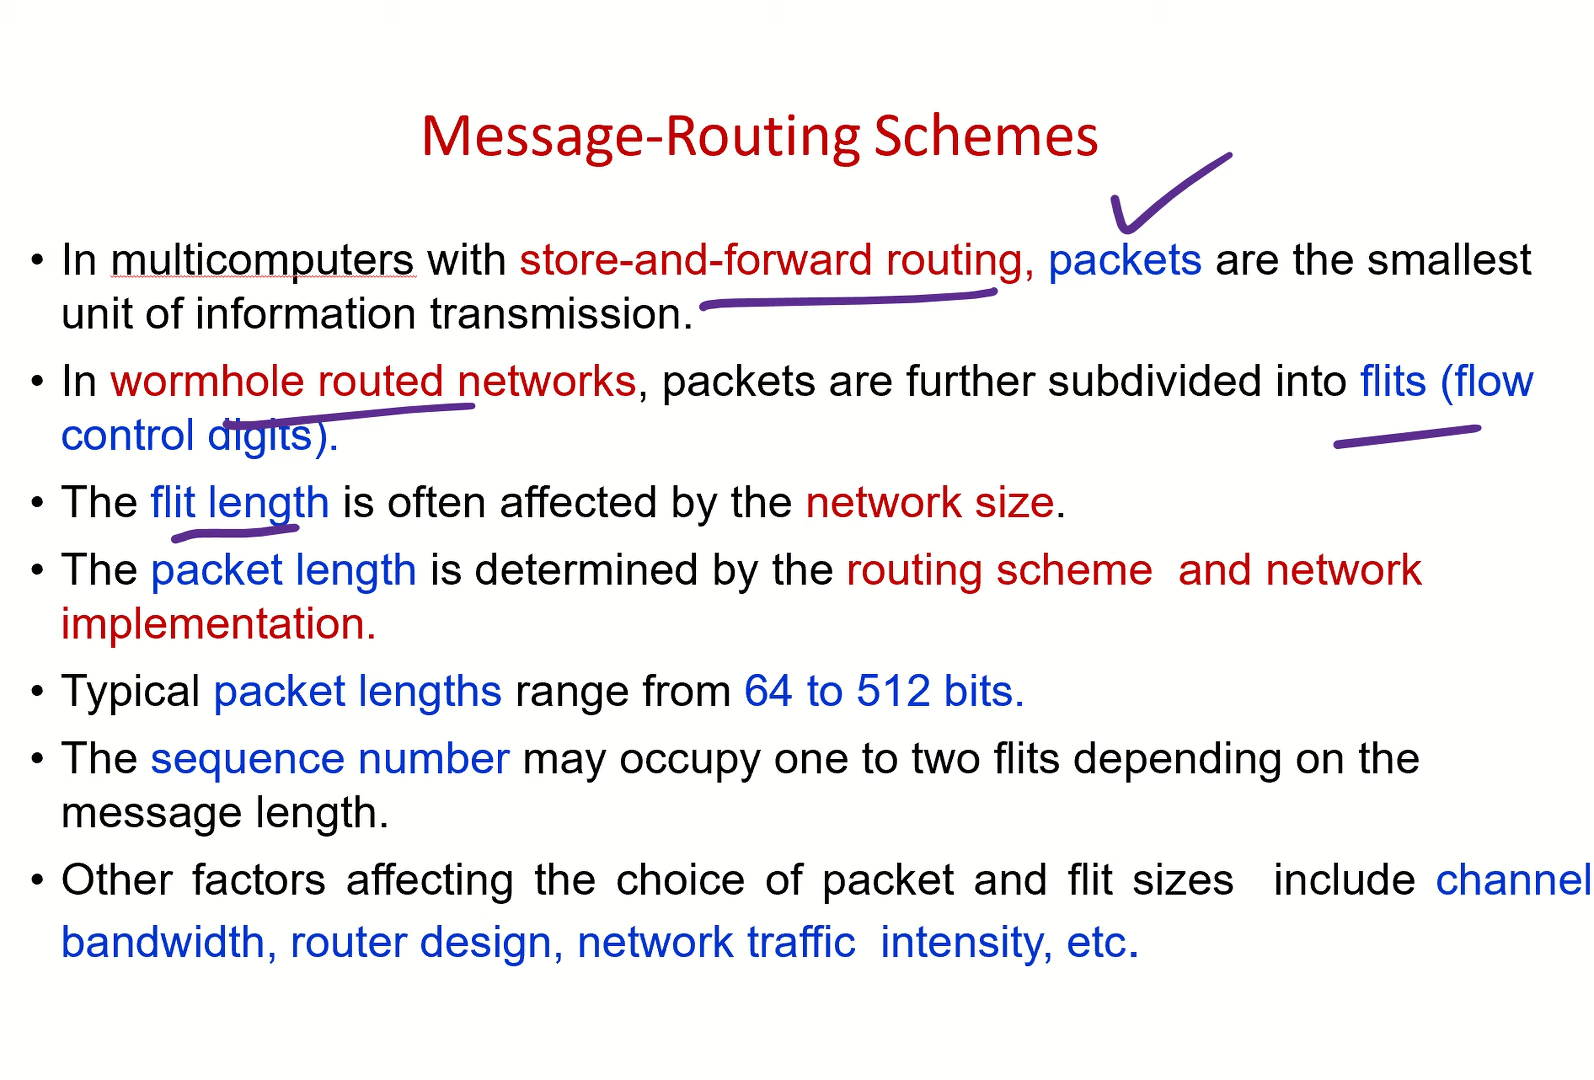 Message-Routing Schemes
• In multicomputers with store-and-forward routing, packets are the smallest
unit of information transmission.
• In wormhole routed networks, packets are further subdivided into flits (flow
control digits).
• The flit length is often affected by the network size.
• The packet length is determined by the routing scheme and network
implementation.
• Typical packet lengths range from 64 to 512 bits.
• The sequence number may occupy one to two flits depending on the
message length.
• Other factors affecting the choice of packet and flit sizes include channel
bandwidth, router design, network traffic intensity, etc.